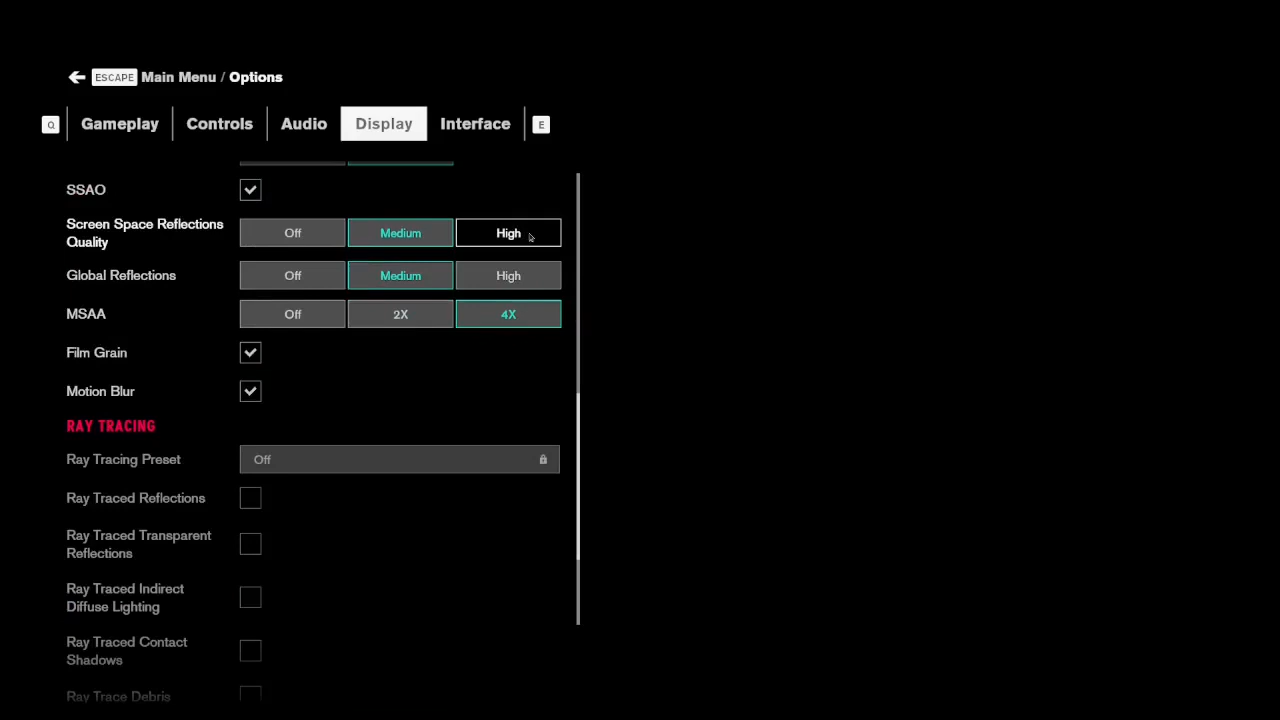 ESCAPE Main Menu / Options
Q Gameplay Controls Audio Display Interface E
SSAO
Screen Space Reflections
Quality
Off Medium High
Global Reflections Off Medium High
MSAA Off 2X 4X
Film Grain
Motion Blur
RAY TRACING
Ray Tracing Preset Off
Ray Traced Reflections
Ray Traced Transparent
Reflections
Ray Traced Indirect
Diffuse Lighting
Ray Traced Contact
Shadows
Ray Trace Debris